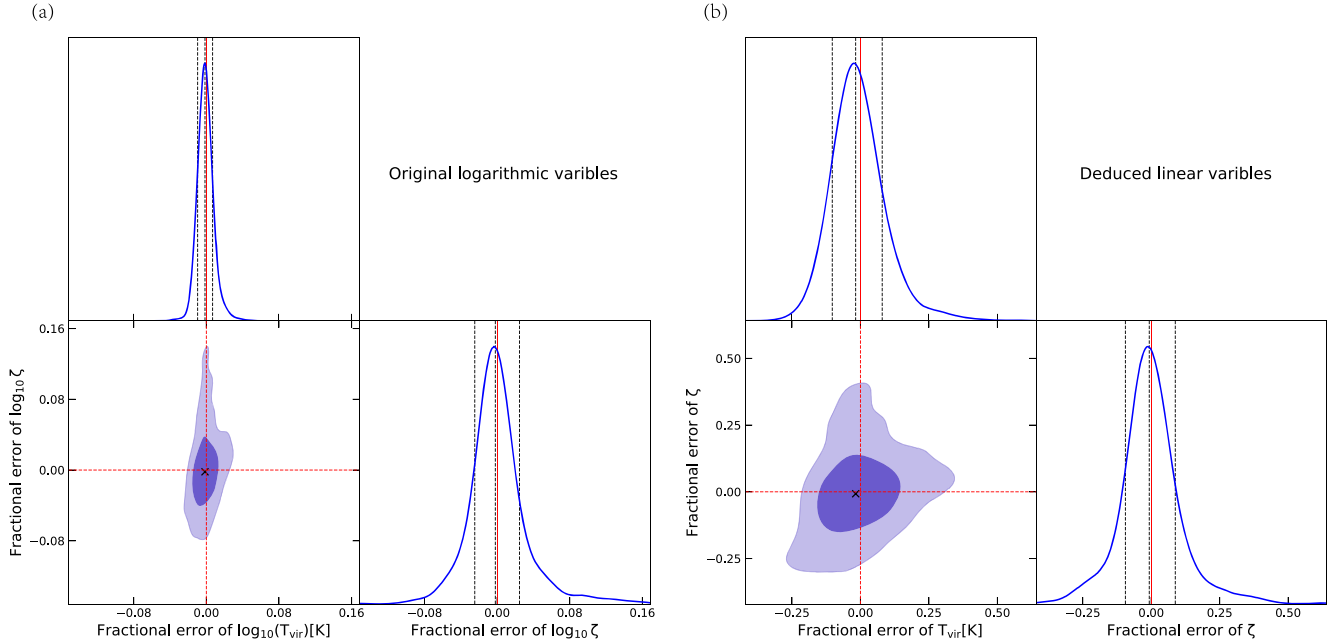 (a)
(b)
Original logarithmic varibles
Deduced linear varibles
0.16
0.08
0.00
−0.08
Fractional error of log₁₀ ζ
−0.08
0.00
0.08
0.16
Fractional error of log₁₀(Tᵥᵢᵣ)[K]
−0.08
0.00
0.08
Fractional error of log₁₀ ζ
0.50
0.25
0.00
−0.25
Fractional error of ζ
−0.25
0.00
0.25
0.50
Fractional error of Tᵥᵢᵣ[K]
−0.25
0.00
0.25
0.50
Fractional error of ζ